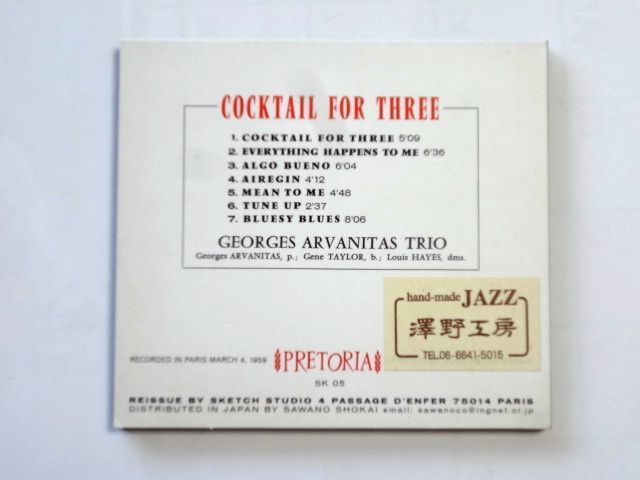 COCKTAIL FOR THREE
1. COCKTAIL FOR THREE 5'09
2. EVERYTHING HAPPENS TO ME 6'36
3. ALGO BUENO 6'04
4. AIREGIN 4'12
5. MEAN TO ME 4'48
6. TUNE UP 2'37
7. BLUESY BLUES 8'06
GEORGES ARVANITAS TRIO
Georges ARVANITAS, p.; Gene TAYLOR, b.; Louis HAYES, dms.
hand-made JAZZ
澤野工房
TEL.06-6641-5015
RECORDED IN PARIS MARCH 4, 1959
PRETORIA
SK 05
REISSUE BY SKETCH STUDIO 4 PASSAGE D'ENFER 75014 PARIS
DISTRIBUTED IN JAPAN BY SAWANO SHOKAI email: sawanoco@ingnet.or.jp